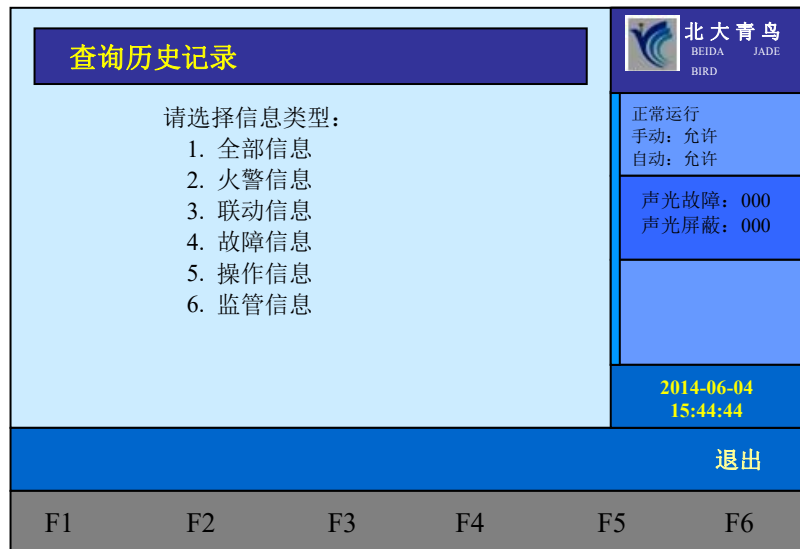 查询历史记录
请选择信息类型：
1. 全部信息
2. 火警信息
3. 联动信息
4. 故障信息
5. 操作信息
6. 监管信息
北大青鸟
BEIDA JADE
BIRD
正常运行
手动：允许
自动：允许
声光故障：000
声光屏蔽：000
2014-06-04
15:44:44
退出
F1 F2 F3 F4 F5 F6